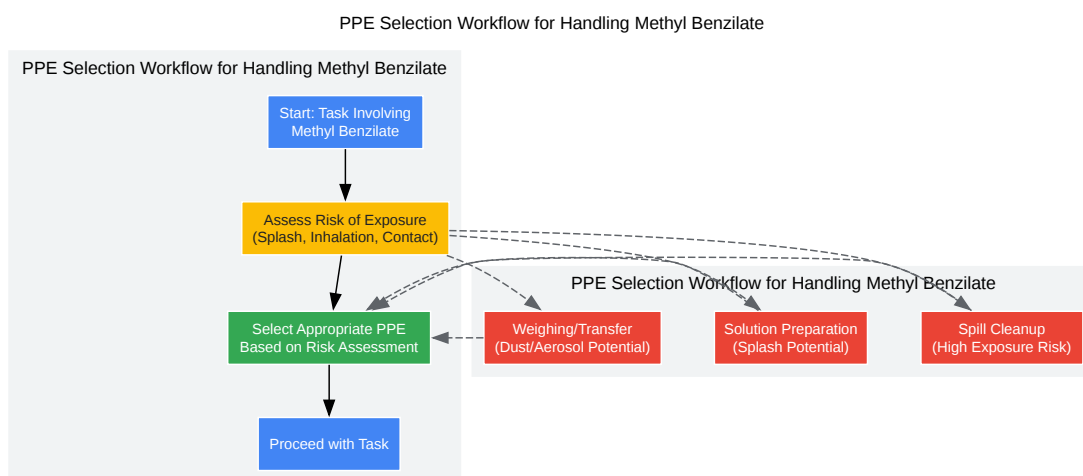 PPE Selection Workflow for Handling Methyl Benzilate
PPE Selection Workflow for Handling Methyl Benzilate
Start: Task Involving
Methyl Benzilate
Assess Risk of Exposure
(Splash, Inhalation, Contact)
PPE Selection Workflow for Handling Methyl Benzilate
Select Appropriate PPE
Based on Risk Assessment
Weighing/Transfer
(Dust/Aerosol Potential)
Solution Preparation
(Splash Potential)
Spill Cleanup
(High Exposure Risk)
Proceed with Task